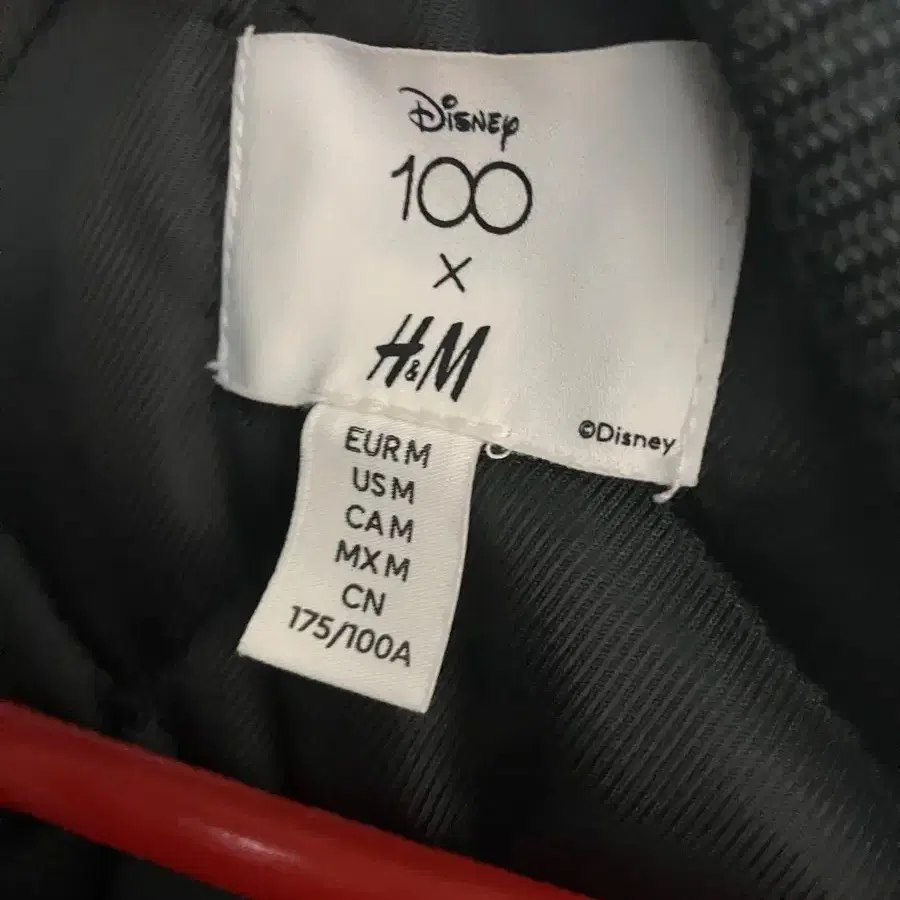 Disney
100
X
H&M
©Disney
EUR M
US M
CA M
MX M
CN
175/100A